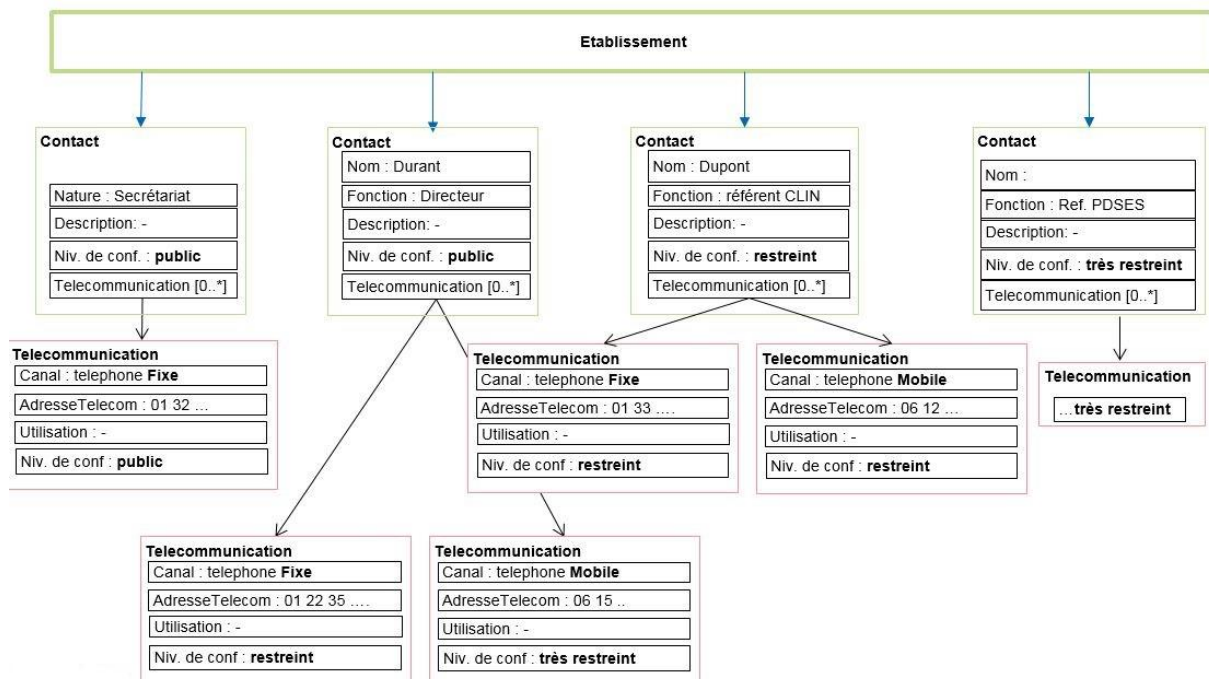 Etablissement
Contact
Nature : Secrétariat
Description: -
Niv. de conf. : public
Telecommunication [0..*]
Contact
Nom : Durant
Fonction : Directeur
Description: -
Niv. de conf. : public
Telecommunication [0..*]
Contact
Nom : Dupont
Fonction : référent CLIN
Description: -
Niv. de conf. : restreint
Telecommunication [0..*]
Contact
Nom :
Fonction : Ref. PDSES
Description: -
Niv. de conf. : très restreint
Telecommunication [0..*]
Telecommunication
Canal : telephone Fixe
AdresseTelecom : 01 32 ...
Utilisation : -
Niv. de conf : public
Telecommunication
Canal : telephone Fixe
AdresseTelecom : 01 33 ....
Utilisation : -
Niv. de conf : restreint
Telecommunication
Canal : telephone Mobile
AdresseTelecom : 06 12 ...
Utilisation : -
Niv. de conf : restreint
Telecommunication
...très restreint
Telecommunication
Canal : telephone Fixe
AdresseTelecom : 01 22 35 ....
Utilisation : -
Niv. de conf : restreint
Telecommunication
Canal : telephone Mobile
AdresseTelecom : 06 15 ..
Utilisation : -
Niv. de conf : très restreint